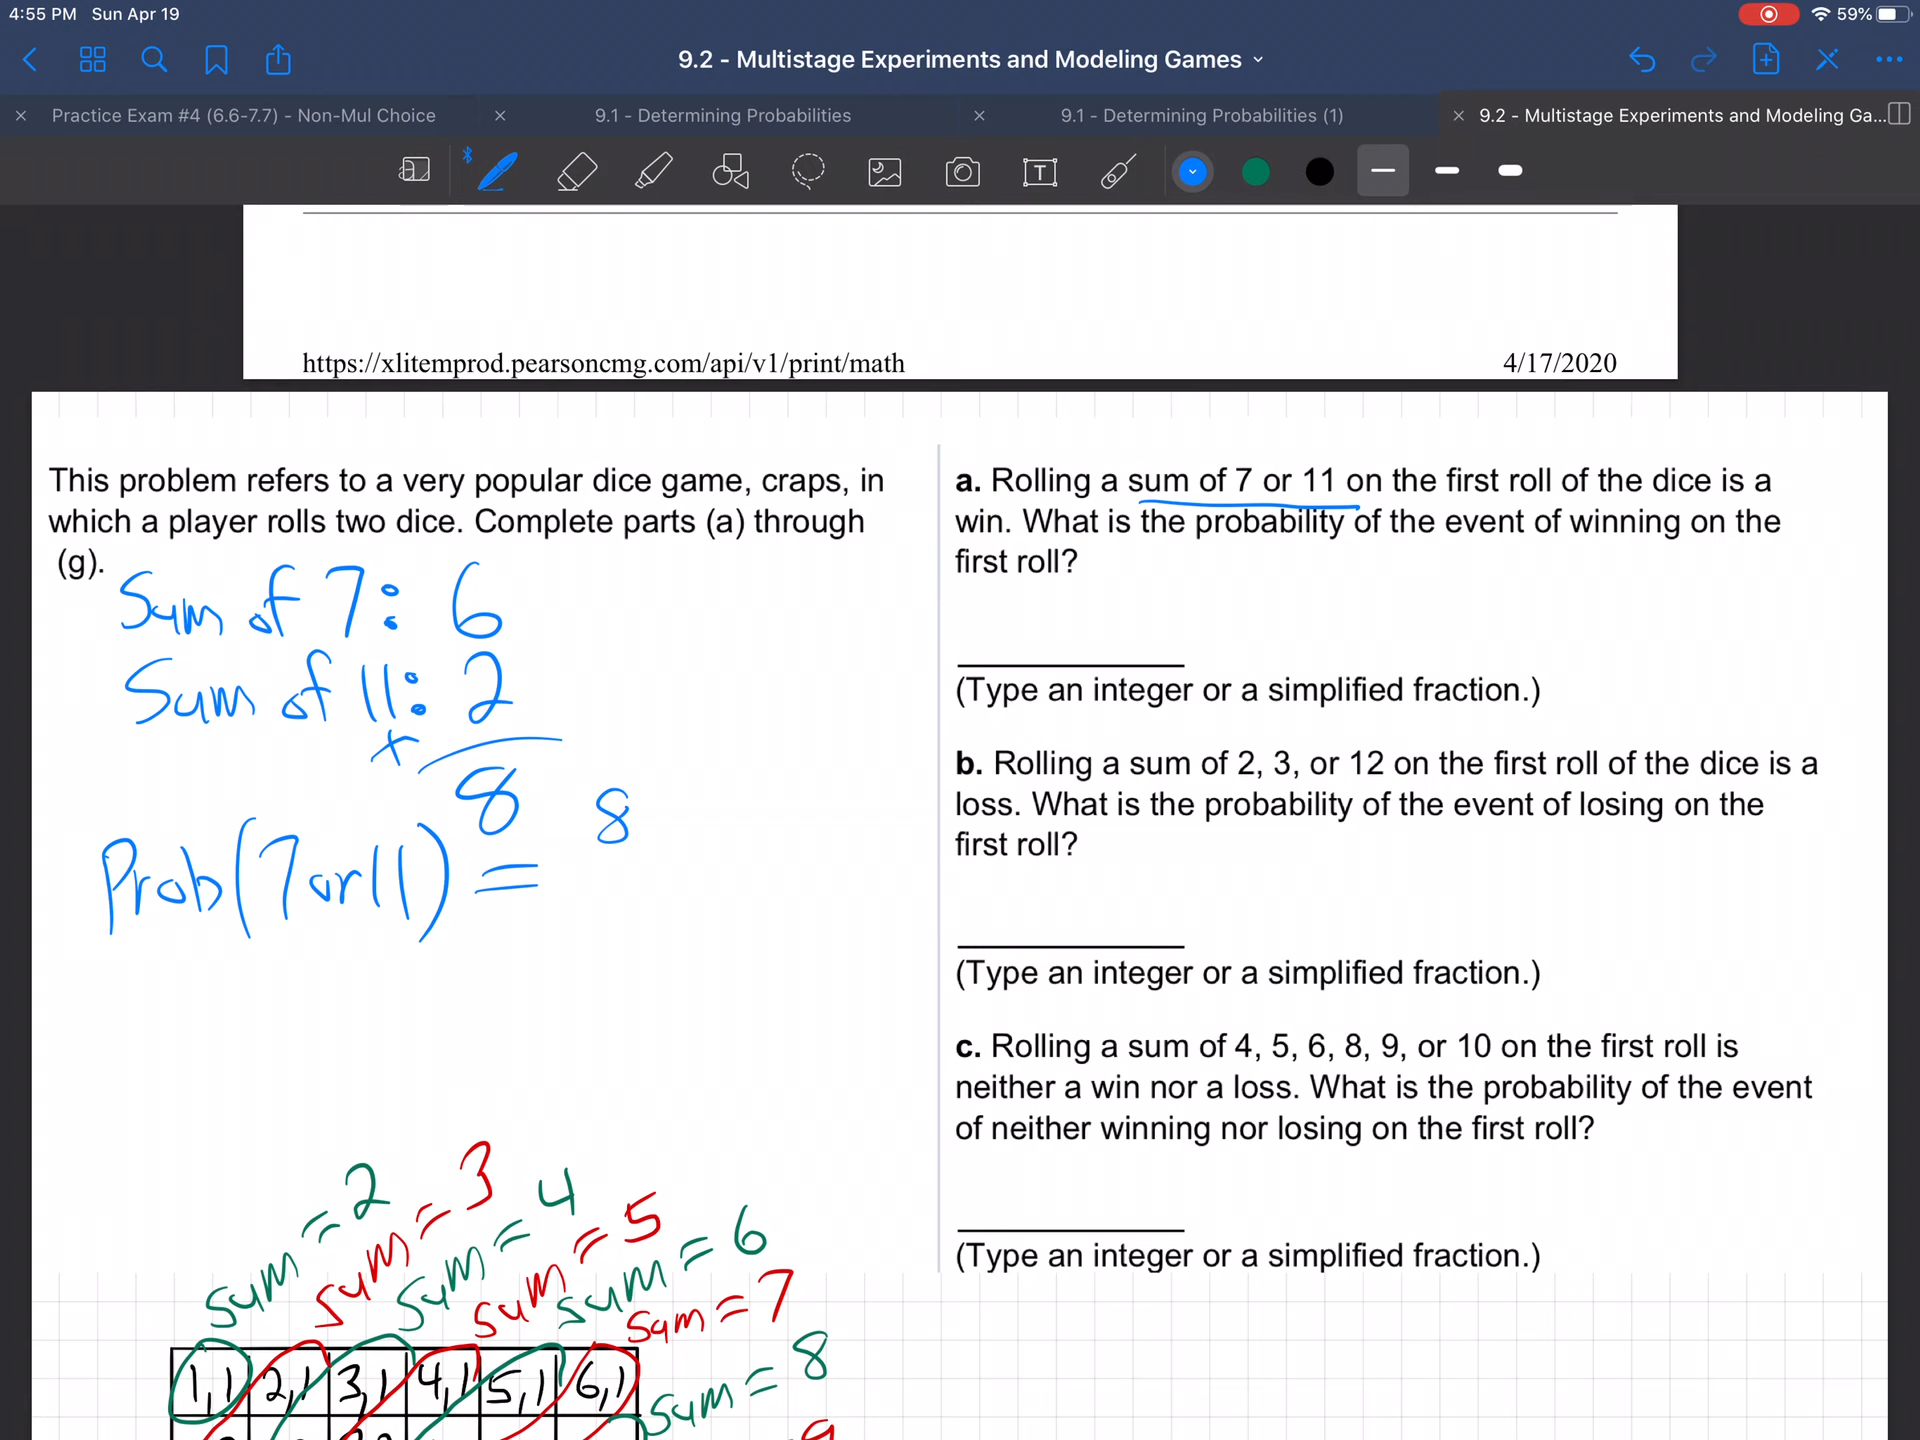 4:55 PM Sun Apr 19
59%
9.2 - Multistage Experiments and Modeling Games
Practice Exam #4 (6.6-7.7) - Non-Mul Choice
9.1 - Determining Probabilities
9.1 - Determining Probabilities (1)
9.2 - Multistage Experiments and Modeling Ga...
T
https://xlitemprod.pearsoncmg.com/api/v1/print/math
4/17/2020
This problem refers to a very popular dice game, craps, in
which a player rolls two dice. Complete parts (a) through
(g).
Sum of 7: 6
Sum of 11: 2
+
8
8
Prob(7 or 11) =
a. Rolling a sum of 7 or 11 on the first roll of the dice is a
win. What is the probability of the event of winning on the
first roll?
(Type an integer or a simplified fraction.)
b. Rolling a sum of 2, 3, or 12 on the first roll of the dice is a
loss. What is the probability of the event of losing on the
first roll?
(Type an integer or a simplified fraction.)
c. Rolling a sum of 4, 5, 6, 8, 9, or 10 on the first roll is
neither a win nor a loss. What is the probability of the event
of neither winning nor losing on the first roll?
(Type an integer or a simplified fraction.)
sum = 2
sum = 3
sum = 4
sum = 5
sum = 6
sum = 7
sum = 8
1,1 2,1 3,1 4,1 5,1 6,1